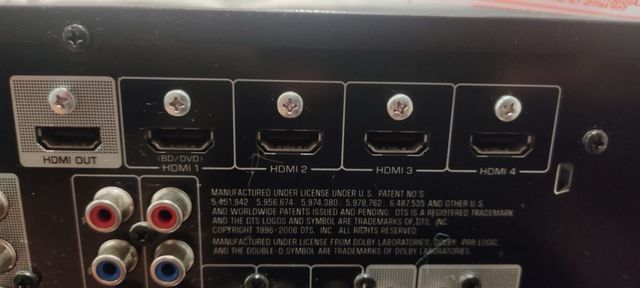 HDMI OUT
(BD/DVD)
HDMI 1
HDMI 2
HDMI 3
HDMI 4
MANUFACTURED UNDER LICENSE UNDER U.S. PATENT NO'S:
5,451,942 5,956,674 5,974,380 5,978,762 6,487,535 AND OTHER U.S.
AND WORLDWIDE PATENTS ISSUED AND PENDING. DTS IS A REGISTERED TRADEMARK
AND THE DTS LOGOS AND SYMBOL ARE TRADEMARKS OF DTS, INC.
COPYRIGHT 1996-2008 DTS, INC. ALL RIGHTS RESERVED.
MANUFACTURED UNDER LICENSE FROM DOLBY LABORATORIES. DOLBY, PRO LOGIC
AND THE DOUBLE-D SYMBOL ARE TRADEMARKS OF DOLBY LABORATORIES.